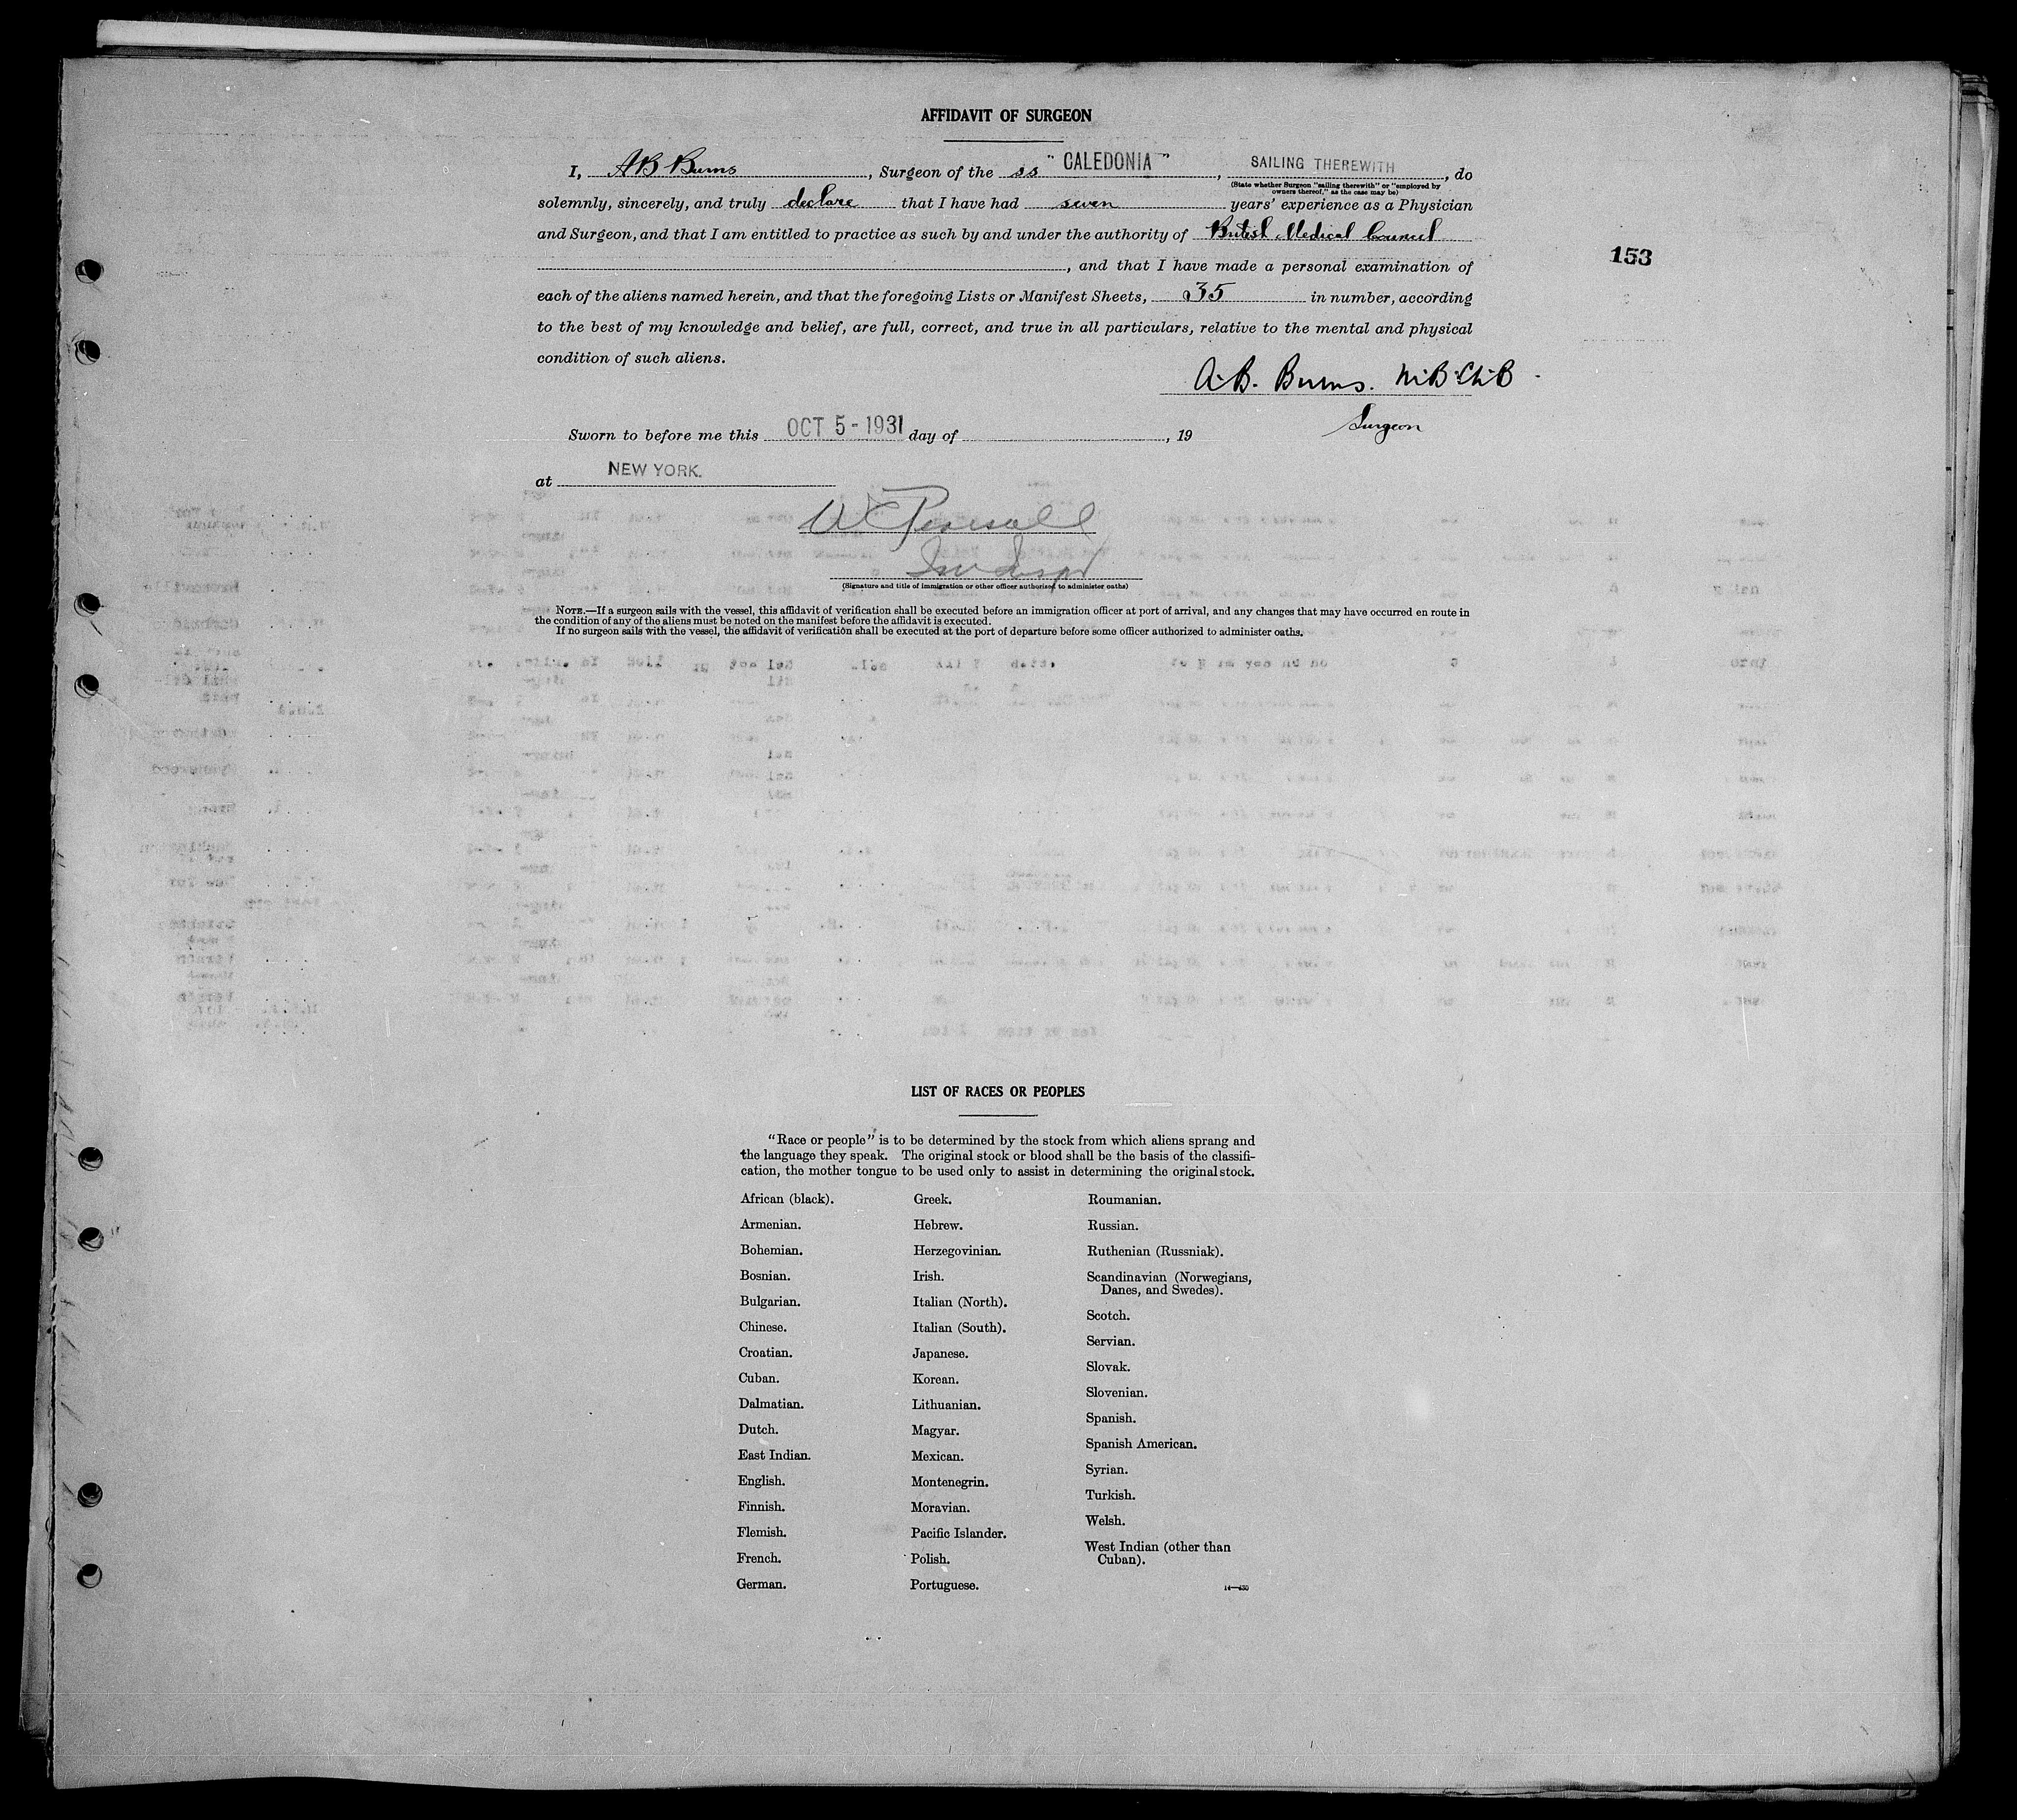 AFFIDAVIT OF SURGEON
I, A B Burns, Surgeon of the ss "CALEDONIA", SAILING THEREWITH, do
(State whether Surgeon "sailing therewith" or "employed by
owners thereof," as the case may be)
solemnly, sincerely, and truly declare that I have had seven years' experience as a Physician
and Surgeon, and that I am entitled to practice as such by and under the authority of British Medical Council
, and that I have made a personal examination of
153
each of the aliens named herein, and that the foregoing Lists or Manifest Sheets, 35 in number, according
to the best of my knowledge and belief, are full, correct, and true in all particulars, relative to the mental and physical
condition of such aliens.
A.B. Burns. M.B. Ch.B
Surgeon
Sworn to before me this OCT 5-1931 day of , 19
at NEW YORK.
(Signature and title of immigration or other officer authorized to administer oaths)
NOTE.—If a surgeon sails with the vessel, this affidavit of verification shall be executed before an immigration officer at port of arrival, and any changes that may have occurred en route in
the condition of any of the aliens must be noted on the manifest before the affidavit is executed.
If no surgeon sails with the vessel, the affidavit of verification shall be executed at the port of departure before some officer authorized to administer oaths.
LIST OF RACES OR PEOPLES
"Race or people" is to be determined by the stock from which aliens sprang and
the language they speak. The original stock or blood shall be the basis of the classifi-
cation, the mother tongue to be used only to assist in determining the original stock.
African (black).
Armenian.
Bohemian.
Bosnian.
Bulgarian.
Chinese.
Croatian.
Cuban.
Dalmatian.
Dutch.
East Indian.
English.
Finnish.
Flemish.
French.
German.
Greek.
Hebrew.
Herzegovinian.
Irish.
Italian (North).
Italian (South).
Japanese.
Korean.
Lithuanian.
Magyar.
Mexican.
Montenegrin.
Moravian.
Pacific Islander.
Polish.
Portuguese.
Roumanian.
Russian.
Ruthenian (Russniak).
Scandinavian (Norwegians,
Danes, and Swedes).
Scotch.
Servian.
Slovak.
Slovenian.
Spanish.
Spanish American.
Syrian.
Turkish.
Welsh.
West Indian (other than
Cuban).
14—430